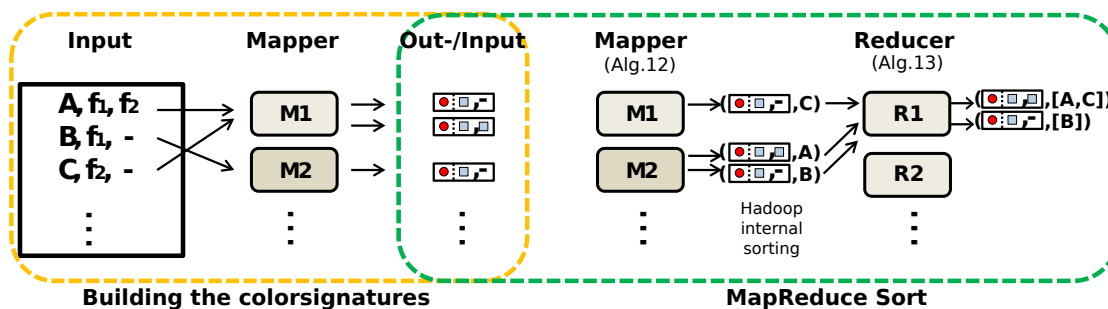 Input Mapper Out-/Input Mapper Reducer
(Alg.12) (Alg.13)
A, f1, f2
B, f1, -
C, f2, -
M1
M2
,-
,
,-
M1
M2
( ,-,C)
( , ,A)
( ,-,B)
Hadoop
internal
sorting
R1
R2
( , ,[A,C])
( ,-,[B])
Building the colorsignatures MapReduce Sort